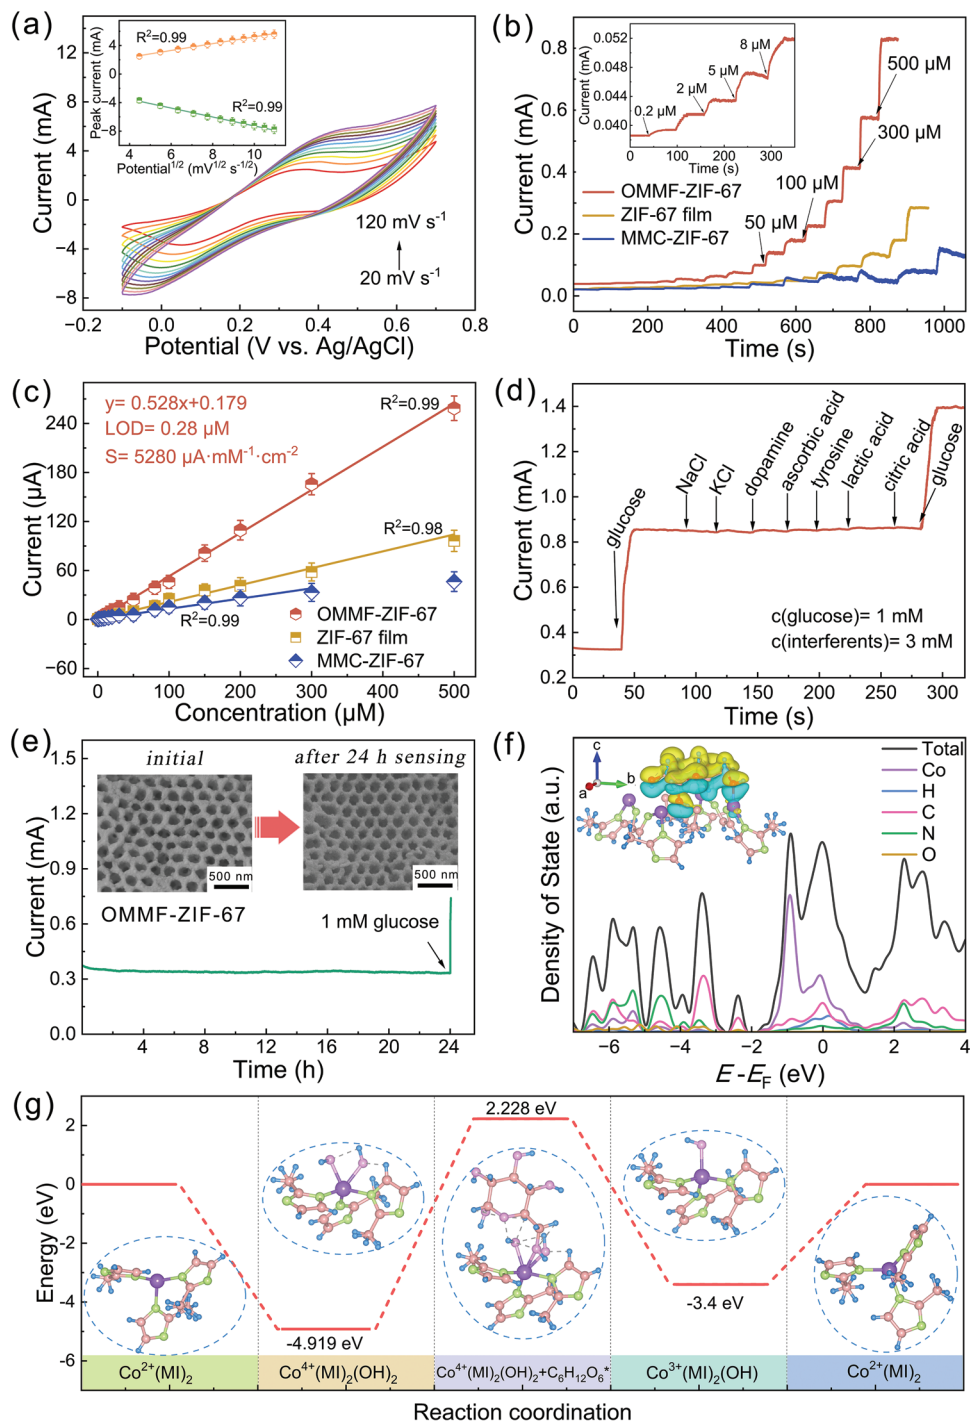 (a)
Current (mA)
12
8
4
0
−4
−8
−0.2
0.0
0.2
0.4
0.6
0.8
Potential (V vs. Ag/AgCl)
120 mV s-1
20 mV s-1
Peak current (mA)
4
0
−4
−8
R2=0.99
R2=0.99
4
6
8
10
Potential1/2 (mV1/2 s-1/2)
(b)
Current (mA)
0.8
0.6
0.4
0.2
0.0
0
200
400
600
800
1000
Time (s)
Current (mA)
0.052
0.048
0.044
0.040
0
100
200
300
Time (s)
0.2 μM
2 μM
5 μM
8 μM
500 μM
300 μM
100 μM
50 μM
OMMF-ZIF-67
ZIF-67 film
MMC-ZIF-67
(c)
Current (μA)
240
180
120
60
0
−60
0
100
200
300
400
500
Concentration (μM)
y= 0.528x+0.179
LOD= 0.28 μM
S= 5280 μA·mM-1·cm-2
R2=0.99
R2=0.98
R2=0.99
OMMF-ZIF-67
ZIF-67 film
MMC-ZIF-67
(d)
Current (mA)
1.4
1.2
1.0
0.8
0.6
0.4
0.2
0
50
100
150
200
250
300
Time (s)
glucose
NaCl
KCl
dopamine
ascorbic acid
tyrosine
lactic acid
citric acid
glucose
c(glucose)= 1 mM
c(interferents)= 3 mM
(e)
Current (mA)
1.5
1.2
0.9
0.6
0.3
0.0
4
8
12
16
20
24
Time (h)
initial
after 24 h sensing
500 nm
500 nm
OMMF-ZIF-67
1 mM glucose
(f)
Density of State (a.u.)
−6
−4
−2
0
2
4
E -EF (eV)
c
b
a
Total
Co
H
C
N
O
(g)
Energy (eV)
2
0
−2
−4
−6
-4.919 eV
2.228 eV
-3.4 eV
Co2+(MI)2
Co4+(MI)2(OH)2
Co4+(MI)2(OH)2+C6H12O6*
Co3+(MI)2(OH)
Co2+(MI)2
Reaction coordination